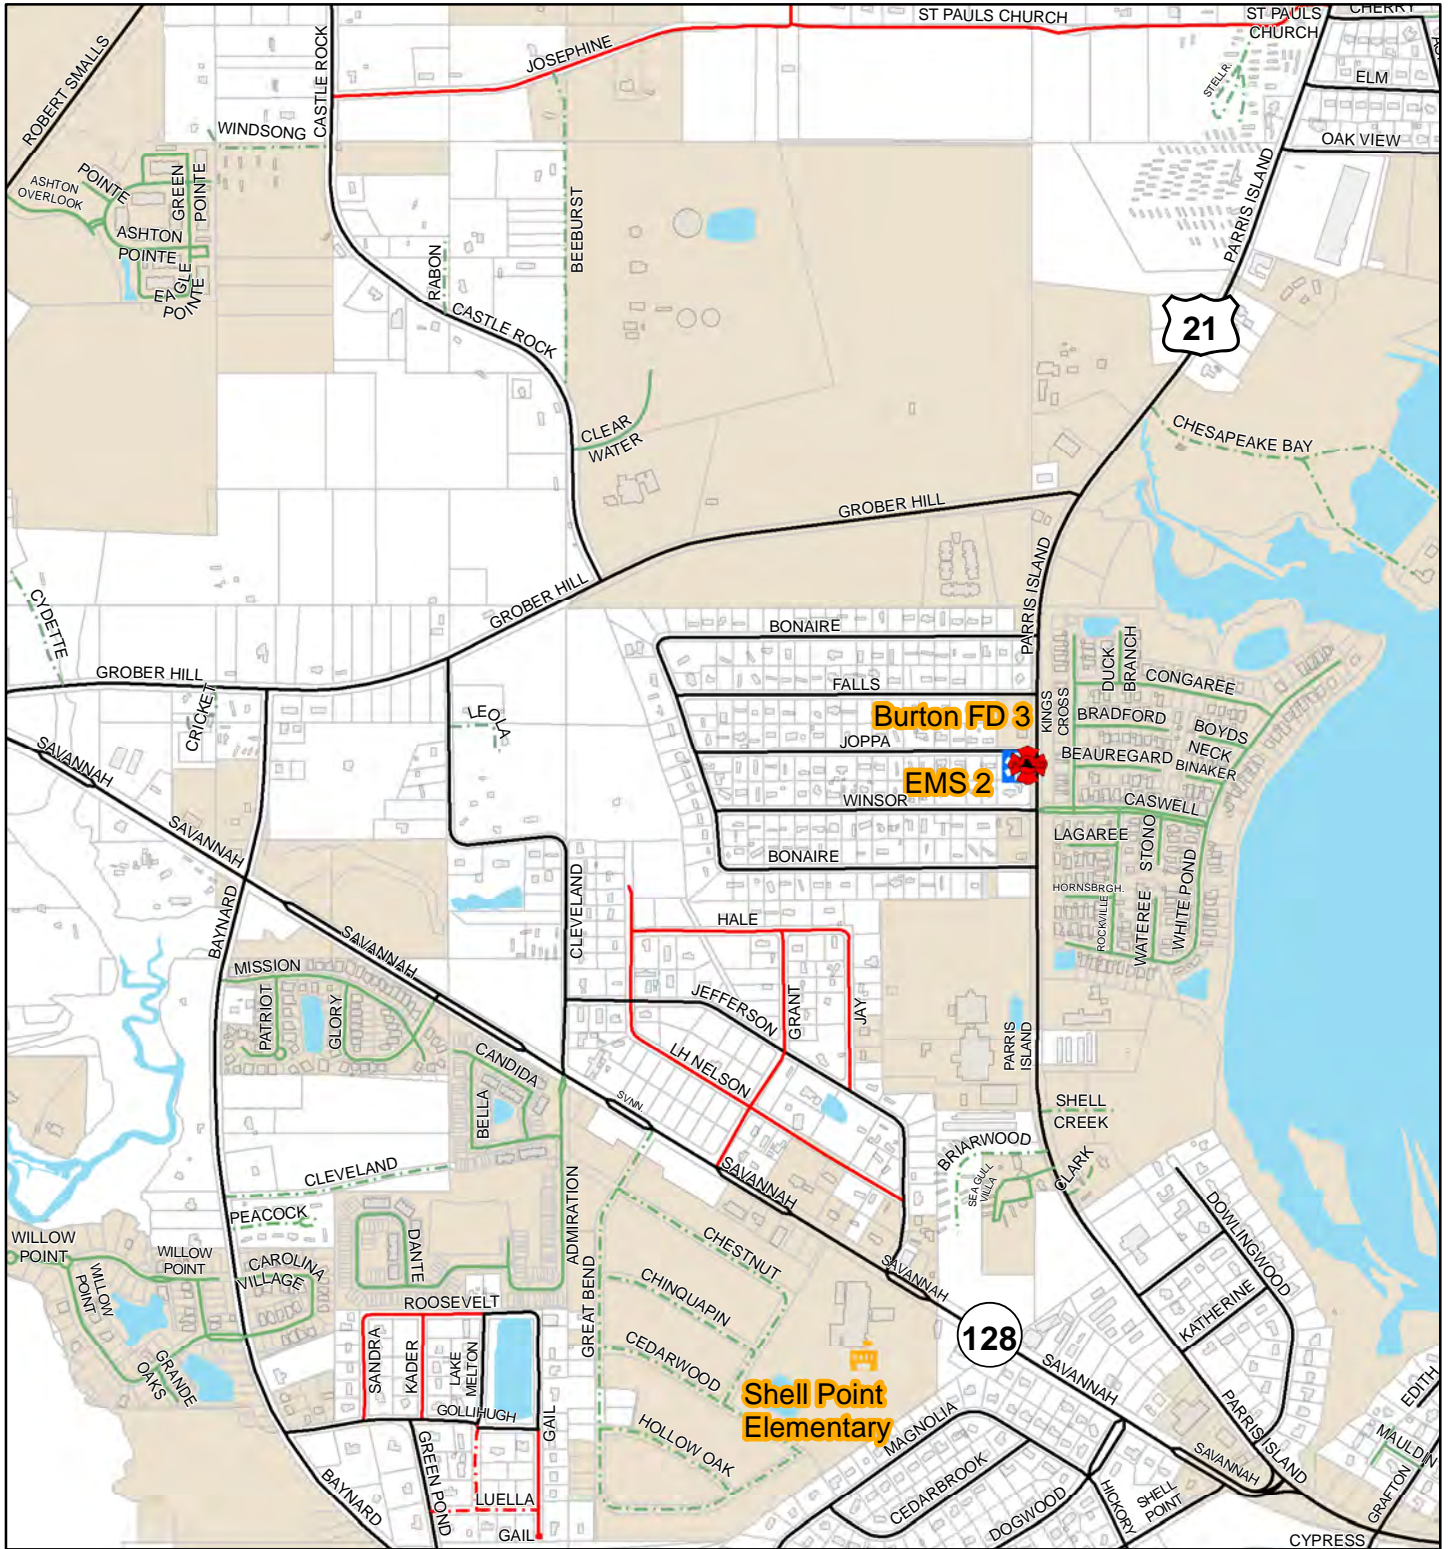 ST PAULS CHURCH
ST PAULS
CHURCH
CHERRY
ROBERT SMALLS
CASTLE ROCK
JOSEPHINE
STELLR.
ELM
OAK VIEW
WINDSONG
PARRIS ISLAND
ASHTON
OVERLOOK
POINTE
GREEN
POINTE
ASHTON
POINTE
EAGLE
POINTE
BEEBURST
RABON
CASTLE ROCK
21
CLEAR
WATER
CHESAPEAKE BAY
GROBER HILL
PARRIS ISLAND
CYDETTE
GROBER HILL
BONAIRE
DUCK
BRANCH
GROBER HILL
CRICKET
FALLS
CONGAREE
LEOLA
Burton FD 3
KINGS
CROSS
BRADFORD
BOYDS
NECK
SAVANNAH
JOPPA
BEAUREGARD
BINAKER
EMS 2
WINSOR
CASWELL
SAVANNAH
LAGAREE
STONO
BONAIRE
BAYNARD
CLEVELAND
HORNSBRGH.
ROCKVILLE
WATEREE
WHITE POND
HALE
SAVANNAH
MISSION
PATRIOT
GLORY
JEFFERSON
GRANT
JAY
PARRIS
ISLAND
CANDIDA
LH NELSON
BELLA
SVNN.
SHELL
CREEK
BRIARWOOD
CLEVELAND
SAVANNAH
SEA GULL
VILLA
CLARK
PEACOCK
ADMIRATION
DOWLINGWOOD
WILLOW
POINT
WILLOW
POINT
CAROLINA
VILLAGE
DANTE
CHESTNUT
WILLOW
POINT
CHINQUAPIN
SAVANNAH
GREAT BEND
KATHERINE
ROOSEVELT
128
SANDRA
KADER
LAKE
MELTON
CEDARWOOD
SAVANNAH
GRANDE
OAKS
Shell Point
Elementary
EDITH
GOLLIHUGH
GAIL
HOLLOW OAK
MAGNOLIA
PARRIS ISLAND
MAULDIN
GREEN POND
CEDARBROOK
SAVANNAH
BAYNARD
LUELLA
DOGWOOD
HICKORY
SHELL
POINT
GRAFTON
GAIL
CYPRESS